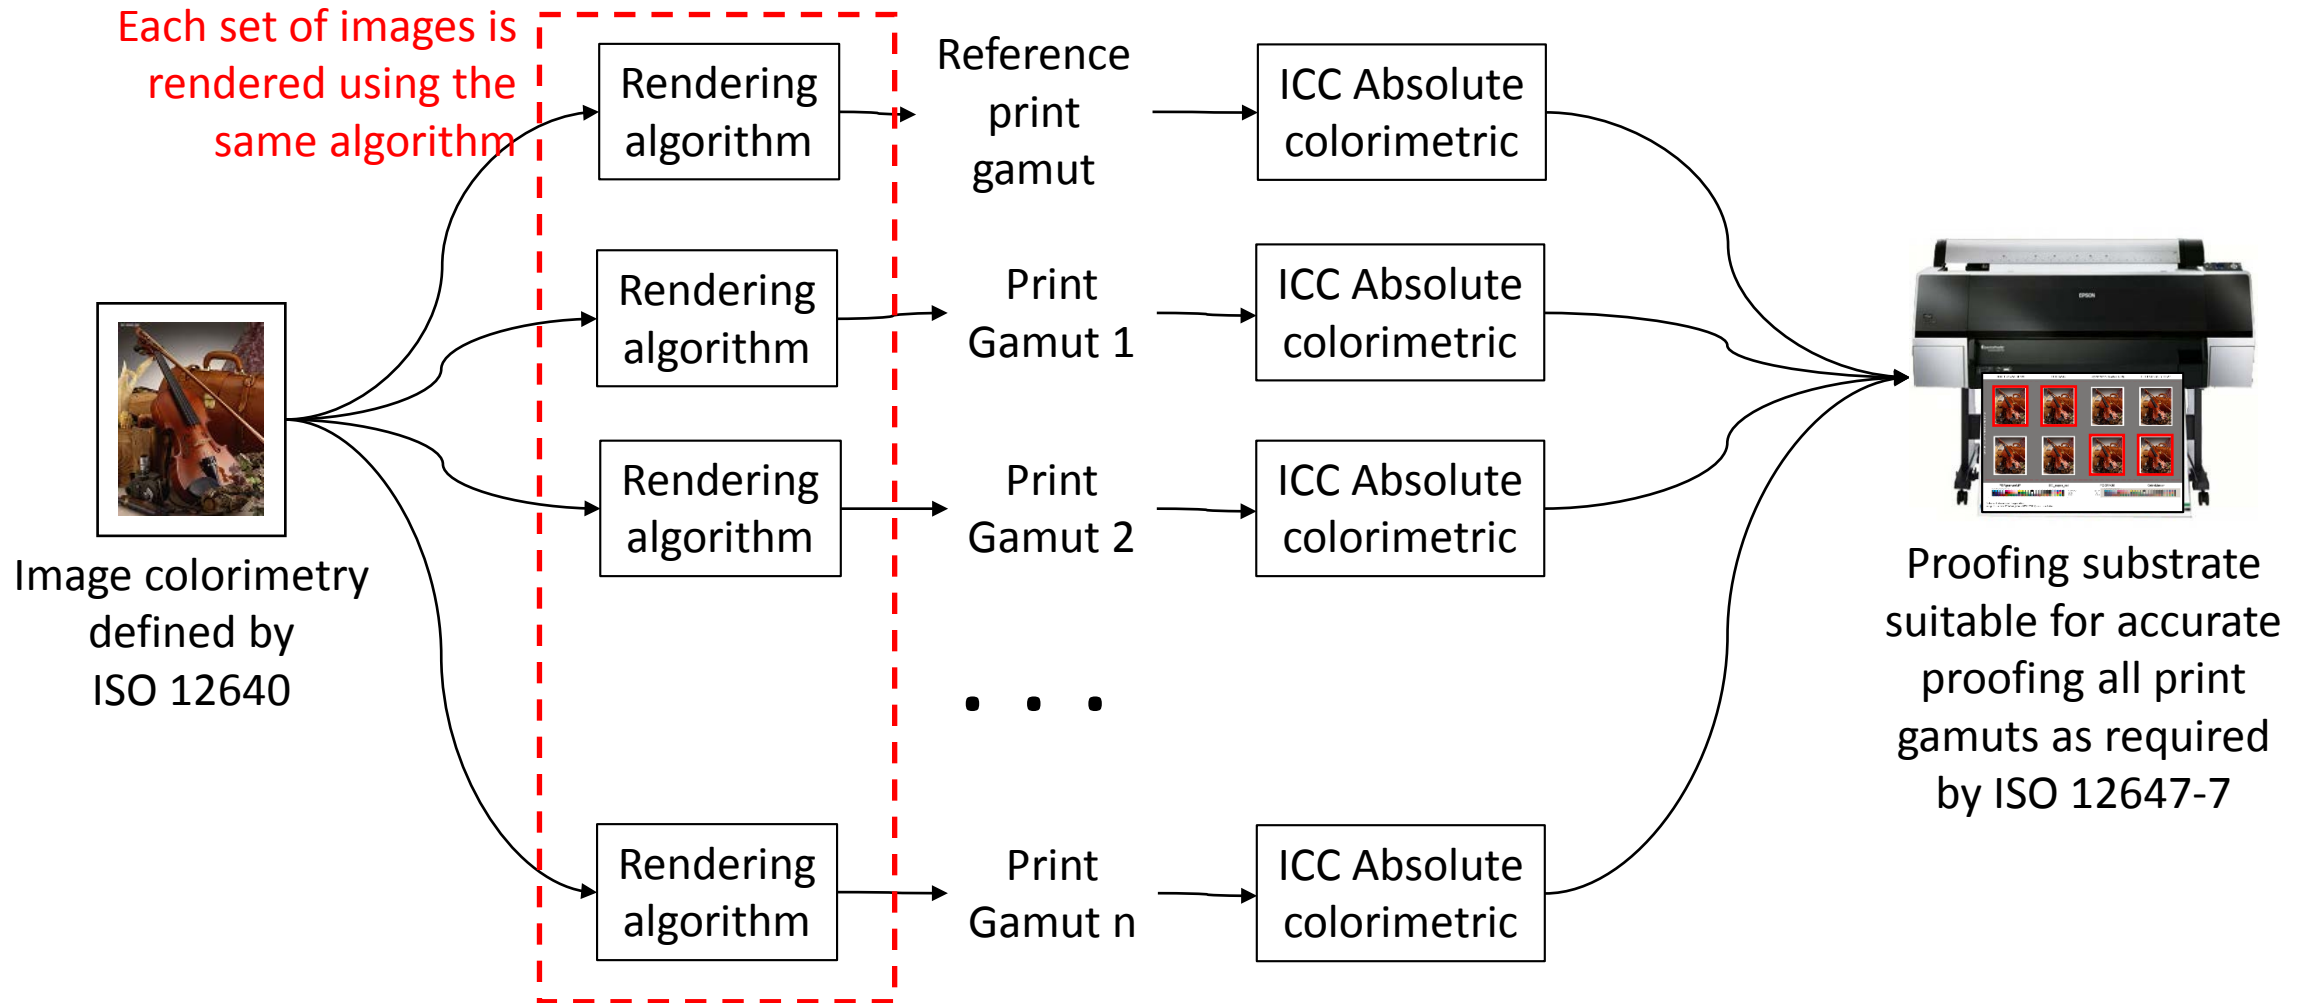 Each set of images is
rendered using the
same algorithm
Rendering
algorithm
Reference
print
gamut
ICC Absolute
colorimetric
Rendering
algorithm
Print
Gamut 1
ICC Absolute
colorimetric
Rendering
algorithm
Print
Gamut 2
ICC Absolute
colorimetric
. . .
Rendering
algorithm
Print
Gamut n
ICC Absolute
colorimetric
Image colorimetry
defined by
ISO 12640
EPSON
Proofing substrate
suitable for accurate
proofing all print
gamuts as required
by ISO 12647-7